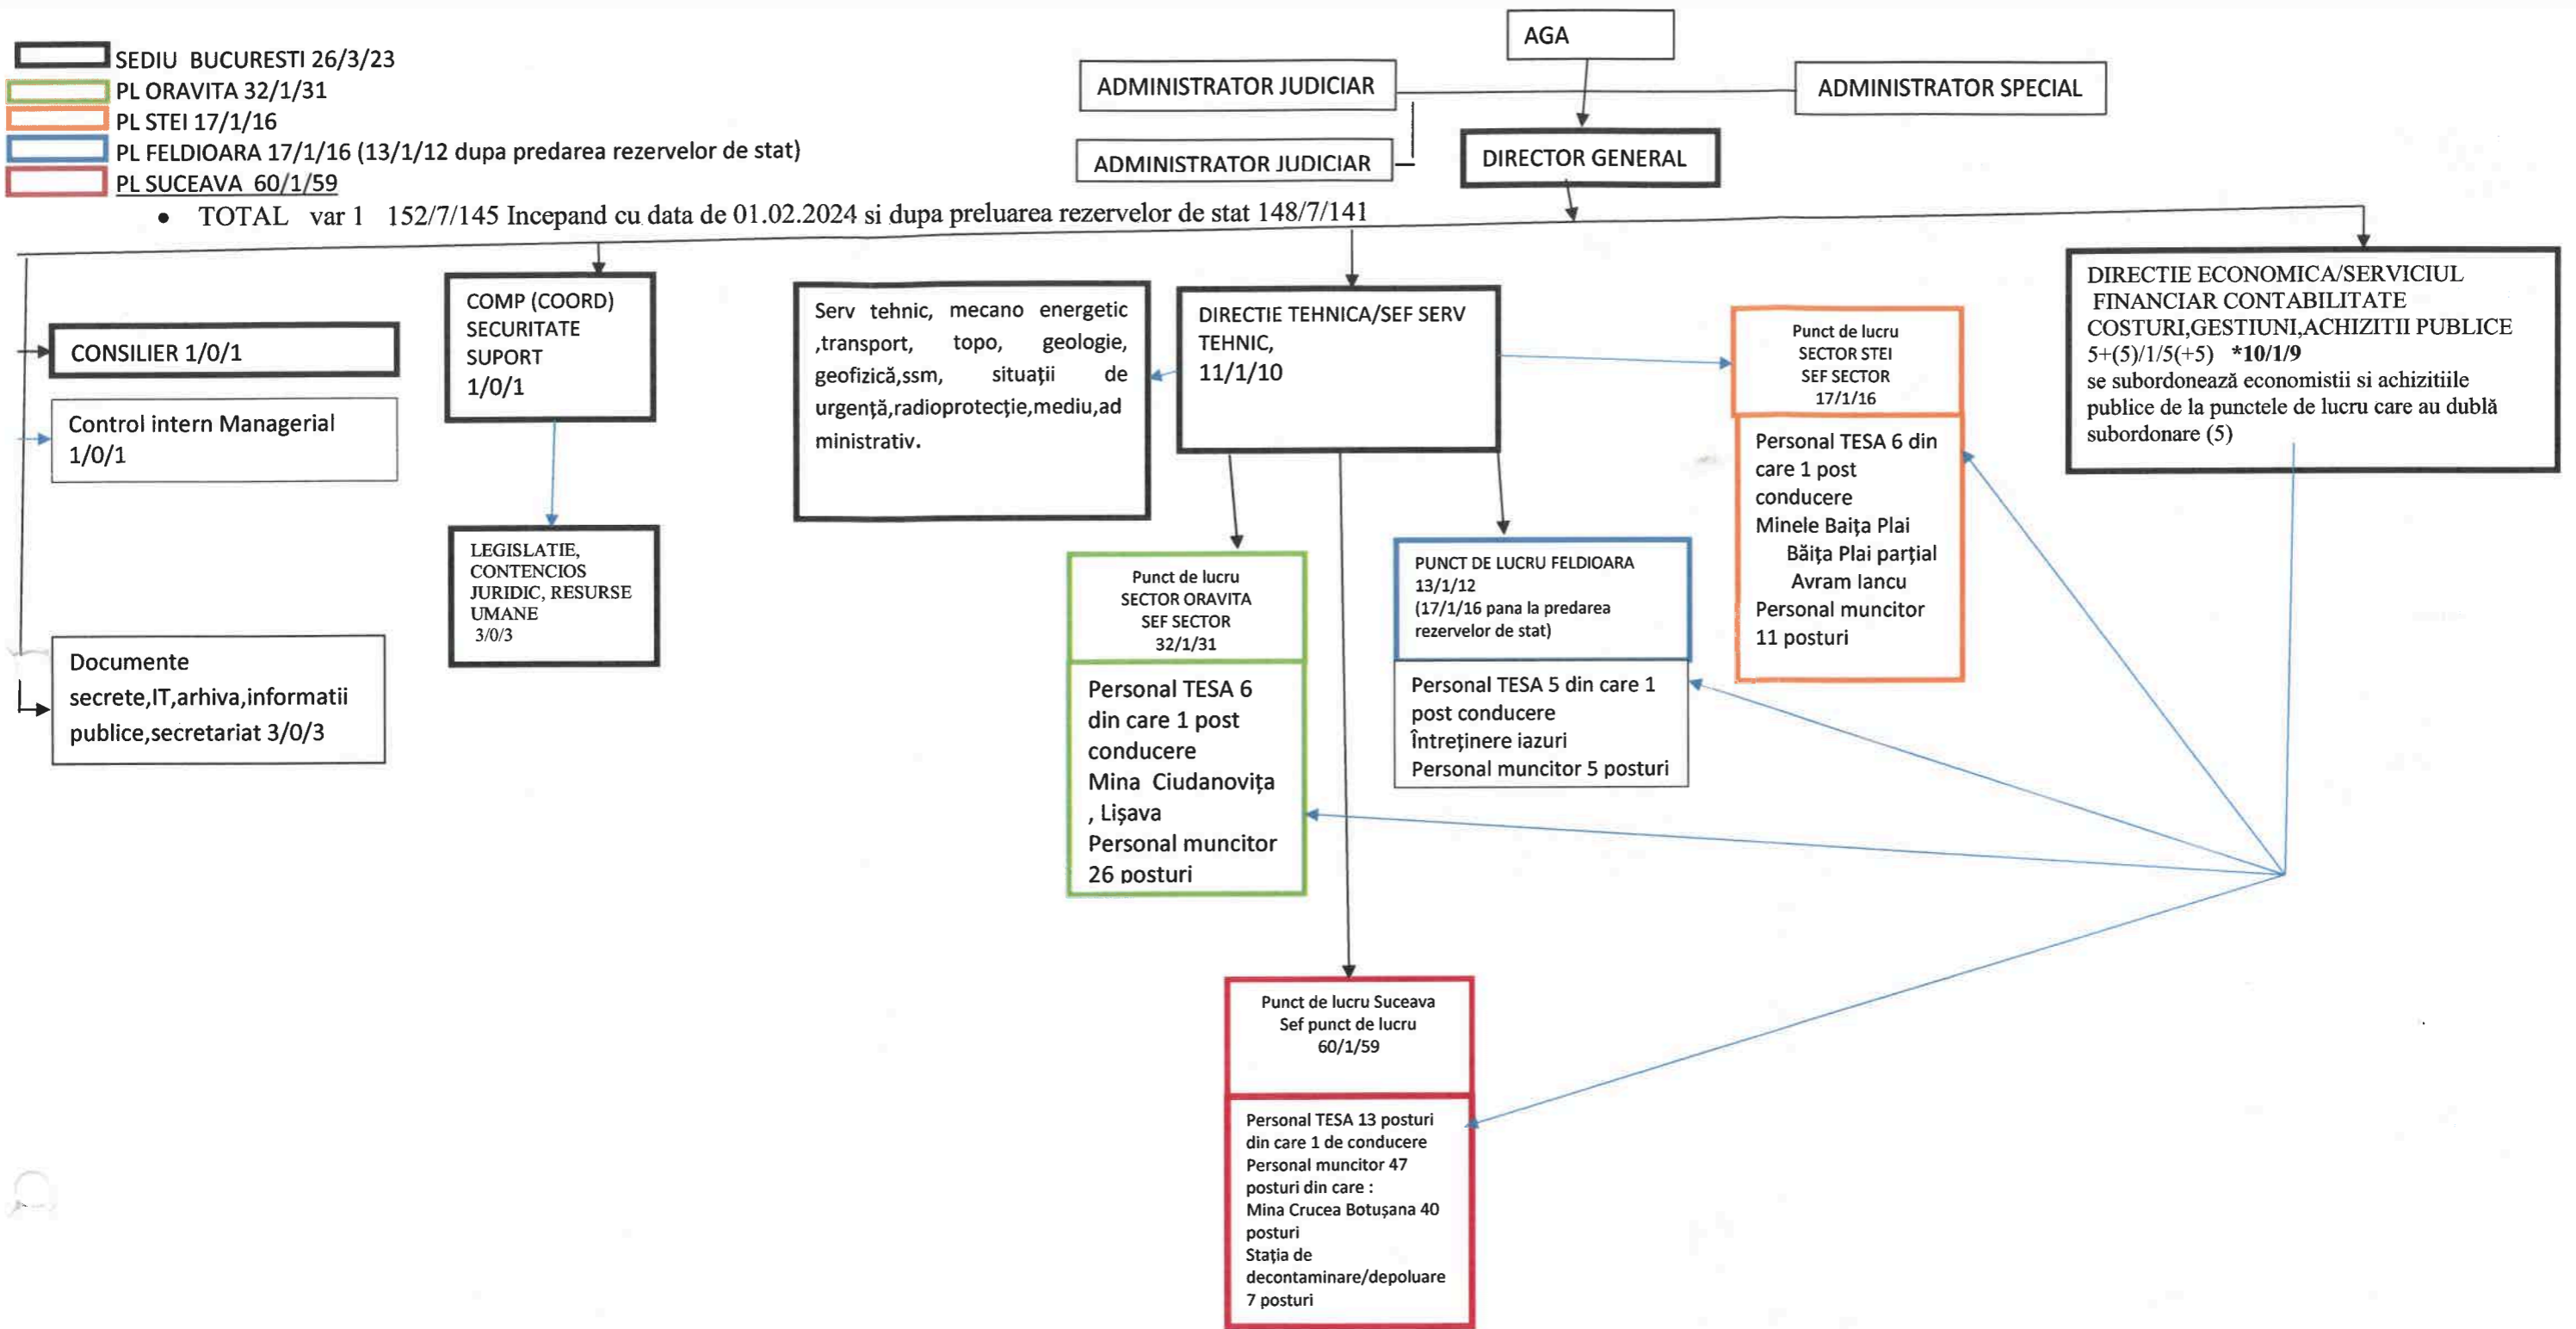 SEDIU BUCURESTI 26/3/23
PL ORAVITA 32/1/31
PL STEI 17/1/16
PL FELDIOARA 17/1/16 (13/1/12 dupa predarea rezervelor de stat)
PL SUCEAVA 60/1/59
• TOTAL var 1 152/7/145 Incepand cu data de 01.02.2024 si dupa preluarea rezervelor de stat 148/7/141
AGA
ADMINISTRATOR JUDICIAR
ADMINISTRATOR SPECIAL
ADMINISTRATOR JUDICIAR
DIRECTOR GENERAL
CONSILIER 1/0/1
Control intern Managerial
1/0/1
Documente
secrete,IT,arhiva,informatii
publice,secretariat 3/0/3
COMP (COORD)
SECURITATE
SUPORT
1/0/1
LEGISLATIE,
CONTENCIOS
JURIDIC, RESURSE
UMANE
3/0/3
Serv tehnic, mecano energetic
,transport, topo, geologie,
geofizică,ssm, situații de
urgență,radioprotecție,mediu,ad
ministrativ.
DIRECTIE TEHNICA/SEF SERV
TEHNIC,
11/1/10
Punct de lucru
SECTOR STEI
SEF SECTOR
17/1/16
Personal TESA 6 din
care 1 post
conducere
Minele Baița Plai
Băița Plai parțial
Avram Iancu
Personal muncitor
11 posturi
DIRECTIE ECONOMICA/SERVICIUL
FINANCIAR CONTABILITATE
COSTURI,GESTIUNI,ACHIZITII PUBLICE
5+(5)/1/5(+5) *10/1/9
se subordonează economistii si achizitiile
publice de la punctele de lucru care au dublă
subordonare (5)
Punct de lucru
SECTOR ORAVITA
SEF SECTOR
32/1/31
Personal TESA 6
din care 1 post
conducere
Mina Ciudanovița
, Lișava
Personal muncitor
26 posturi
PUNCT DE LUCRU FELDIOARA
13/1/12
(17/1/16 pana la predarea
rezervelor de stat)
Personal TESA 5 din care 1
post conducere
Întreținere iazuri
Personal muncitor 5 posturi
Punct de lucru Suceava
Sef punct de lucru
60/1/59
Personal TESA 13 posturi
din care 1 de conducere
Personal muncitor 47
posturi din care :
Mina Crucea Botușana 40
posturi
Stația de
decontaminare/depoluare
7 posturi